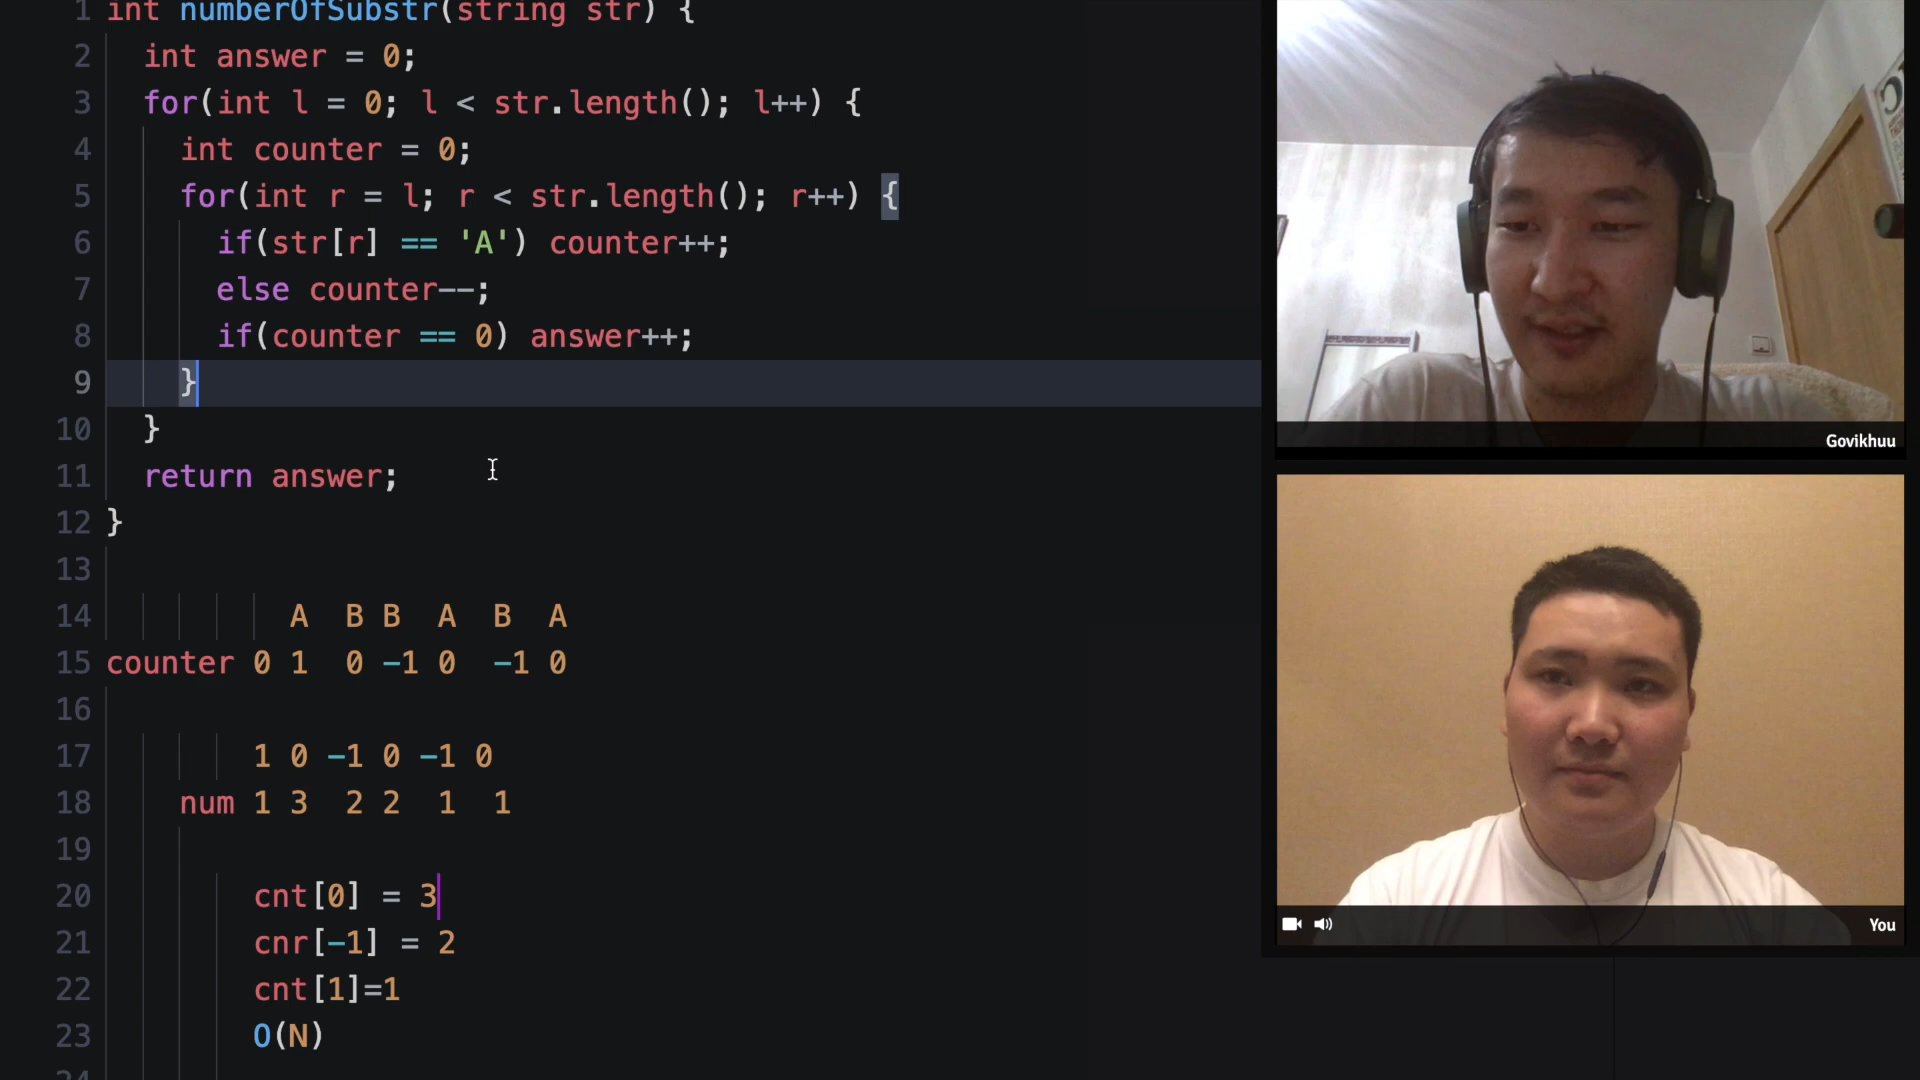 1 int numberOfSubstr(string str) {
2 int answer = 0;
3 for(int l = 0; l < str.length(); l++) {
4 int counter = 0;
5 for(int r = l; r < str.length(); r++) {
6 if(str[r] == 'A') counter++;
7 else counter--;
8 if(counter == 0) answer++;
9 }
10 }
11 return answer;
12 }
13
14 A B B A B A
15 counter 0 1 0 -1 0 -1 0
16
17 1 0 -1 0 -1 0
18 num 1 3 2 2 1 1
19
20 cnt[0] = 3
21 cnr[-1] = 2
22 cnt[1]=1
23 O(N)
24
Govikhuu
You